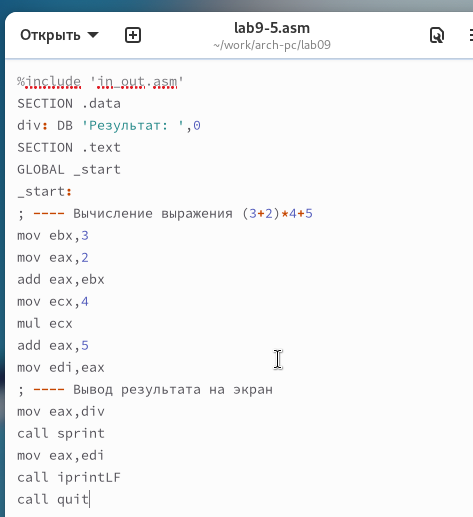 Открыть
lab9-5.asm
~/work/arch-pc/lab09
%include 'in_out.asm'
SECTION .data
div: DB 'Результат: ',0
SECTION .text
GLOBAL _start
_start:
; ---- Вычисление выражения (3+2)*4+5
mov ebx,3
mov eax,2
add eax,ebx
mov ecx,4
mul ecx
add eax,5
mov edi,eax
; ---- Вывод результата на экран
mov eax,div
call sprint
mov eax,edi
call iprintLF
call quit